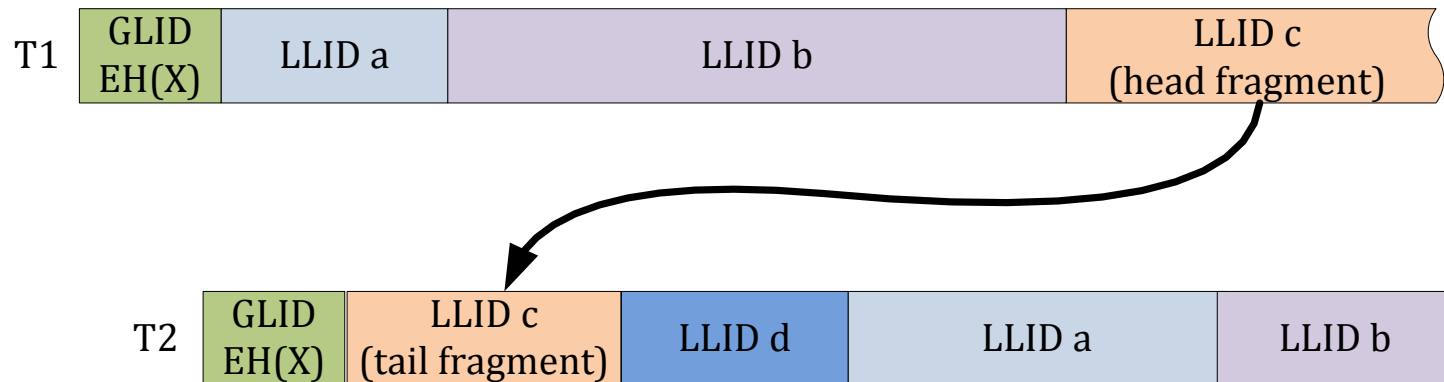 T1
GLID
EH(X)
LLID a
LLID b
LLID c
(head fragment)
T2
GLID
EH(X)
LLID c
(tail fragment)
LLID d
LLID a
LLID b